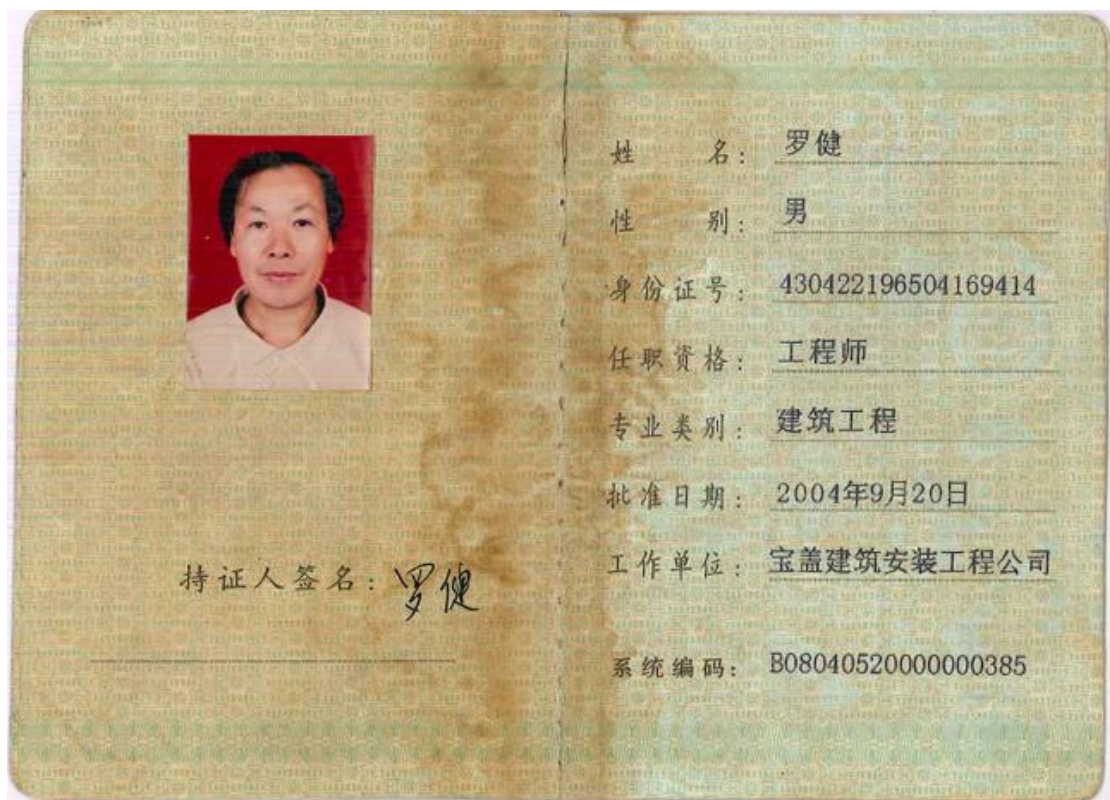 持证人签名：罗健
姓名：罗健
性别：男
身份证号：430422196504169414
任职资格：工程师
专业类别：建筑工程
批准日期：2004年9月20日
工作单位：宝盖建筑安装工程公司
系统编码：B08040520000000385